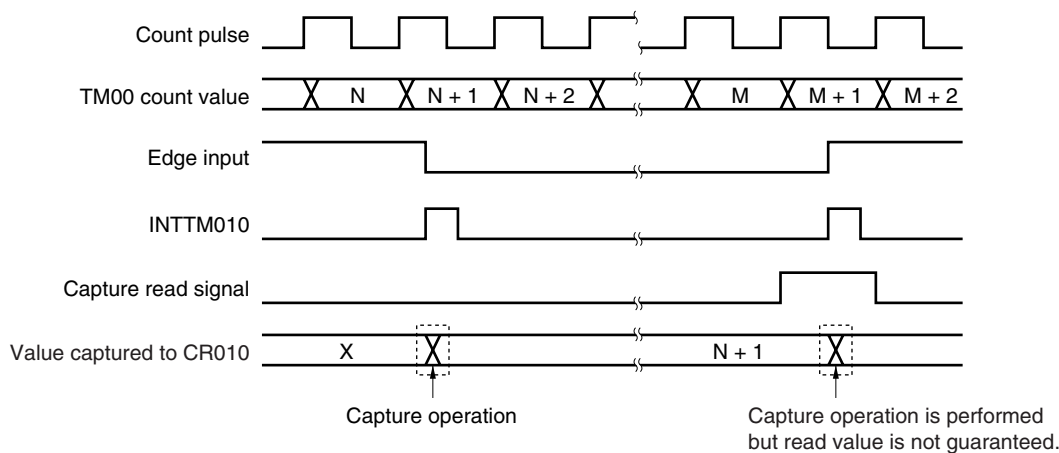 Count pulse
TM00 count value
N
N + 1
N + 2
M
M + 1
M + 2
Edge input
INTTM010
Capture read signal
Value captured to CR010
X
N + 1
Capture operation
Capture operation is performed
but read value is not guaranteed.